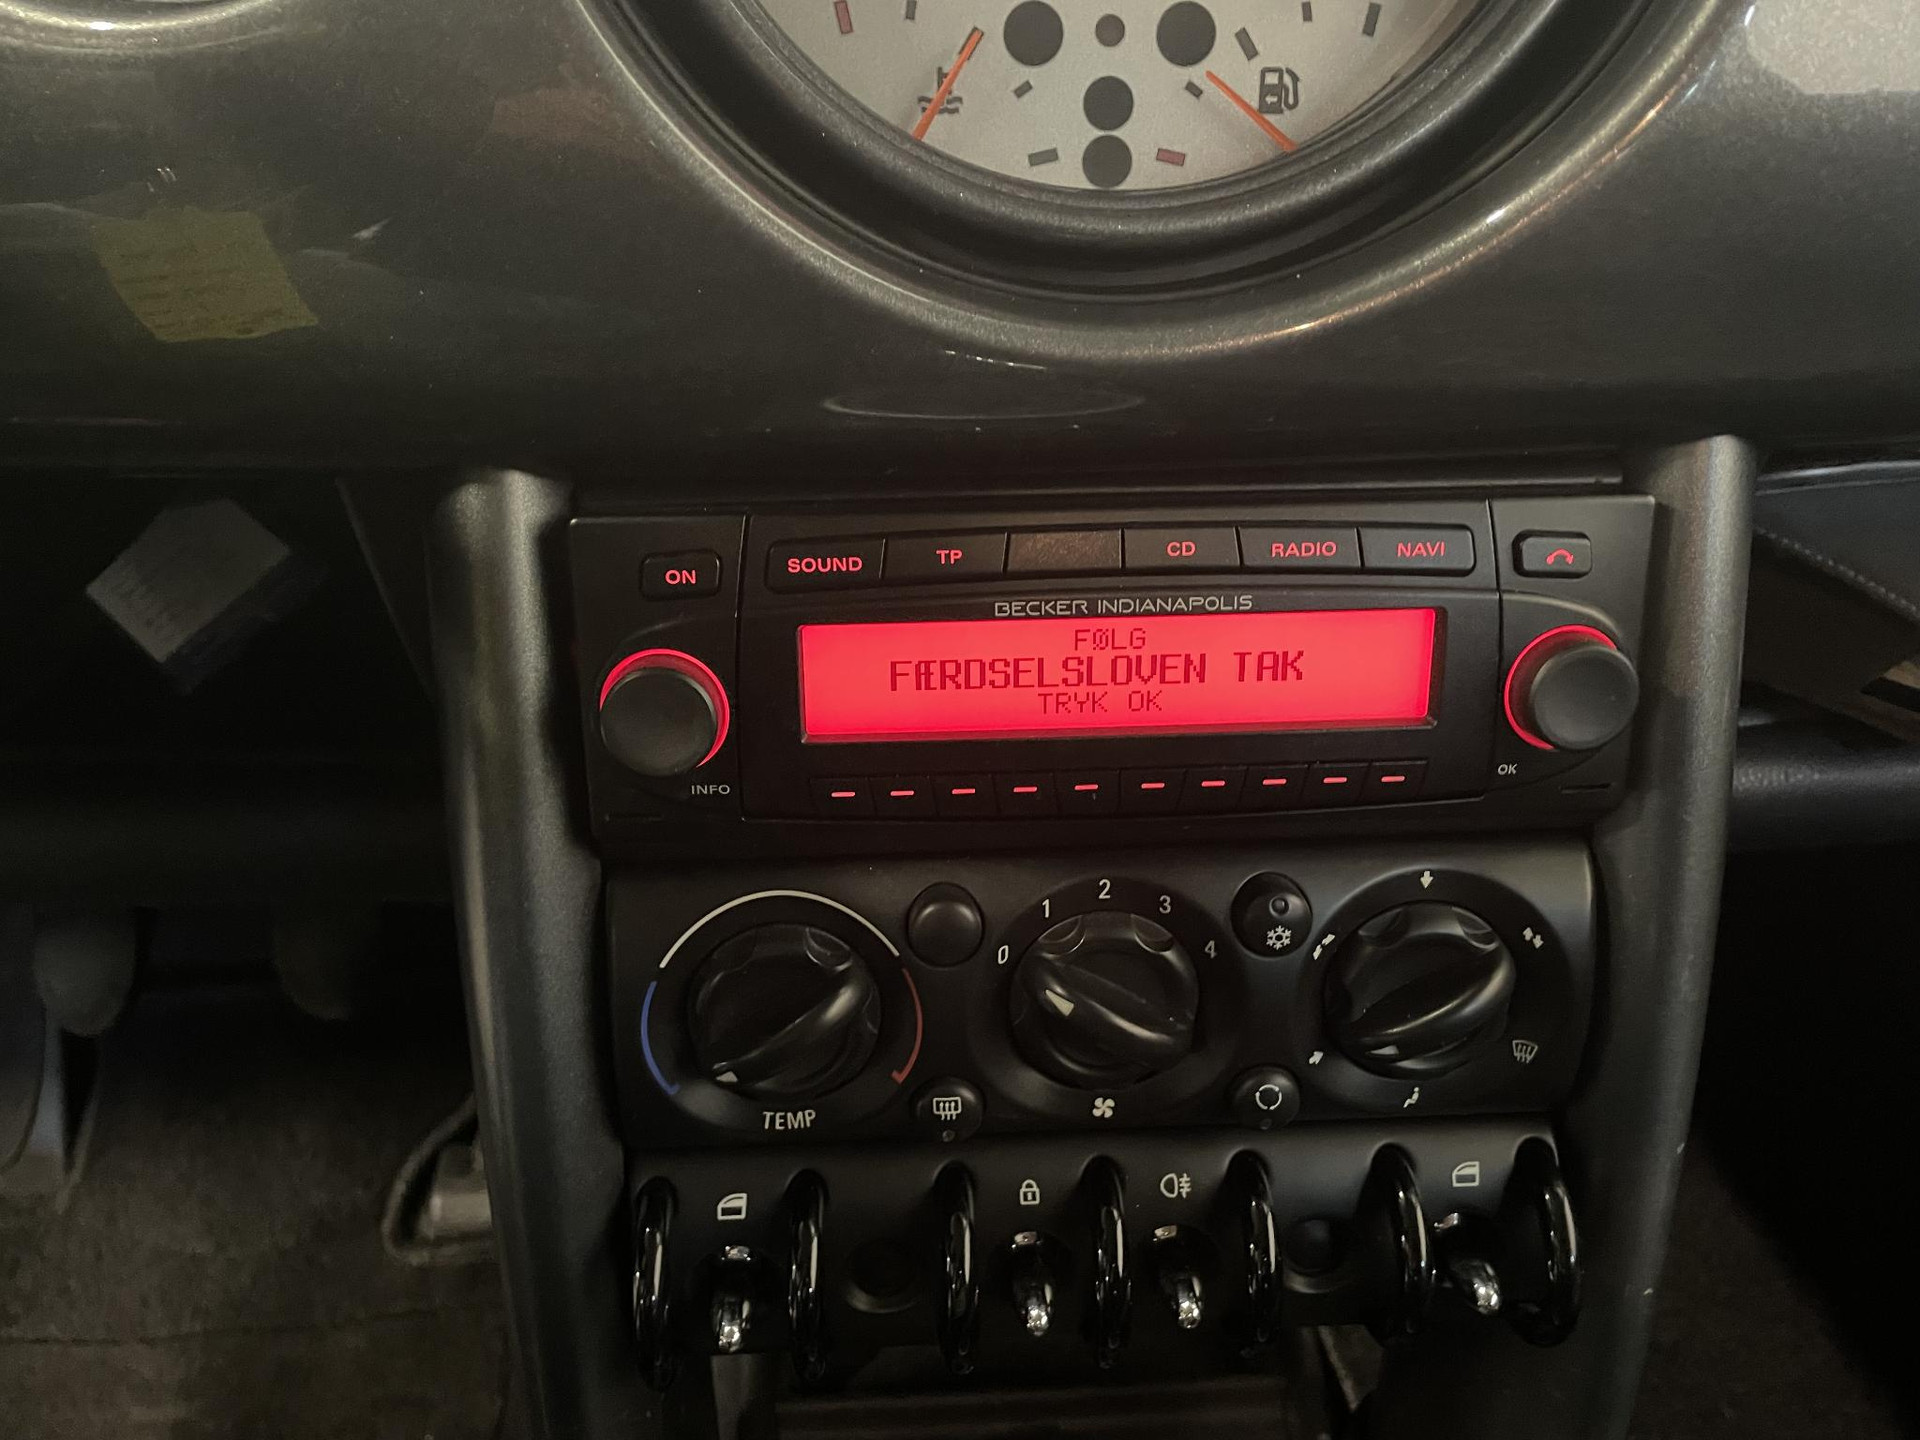 ON
SOUND
TP
CD
RADIO
NAVI
BECKER INDIANAPOLIS
FØLG
FÆRDSELSLOVEN TAK
TRYK OK
INFO
OK
0 1 2 3 4
TEMP